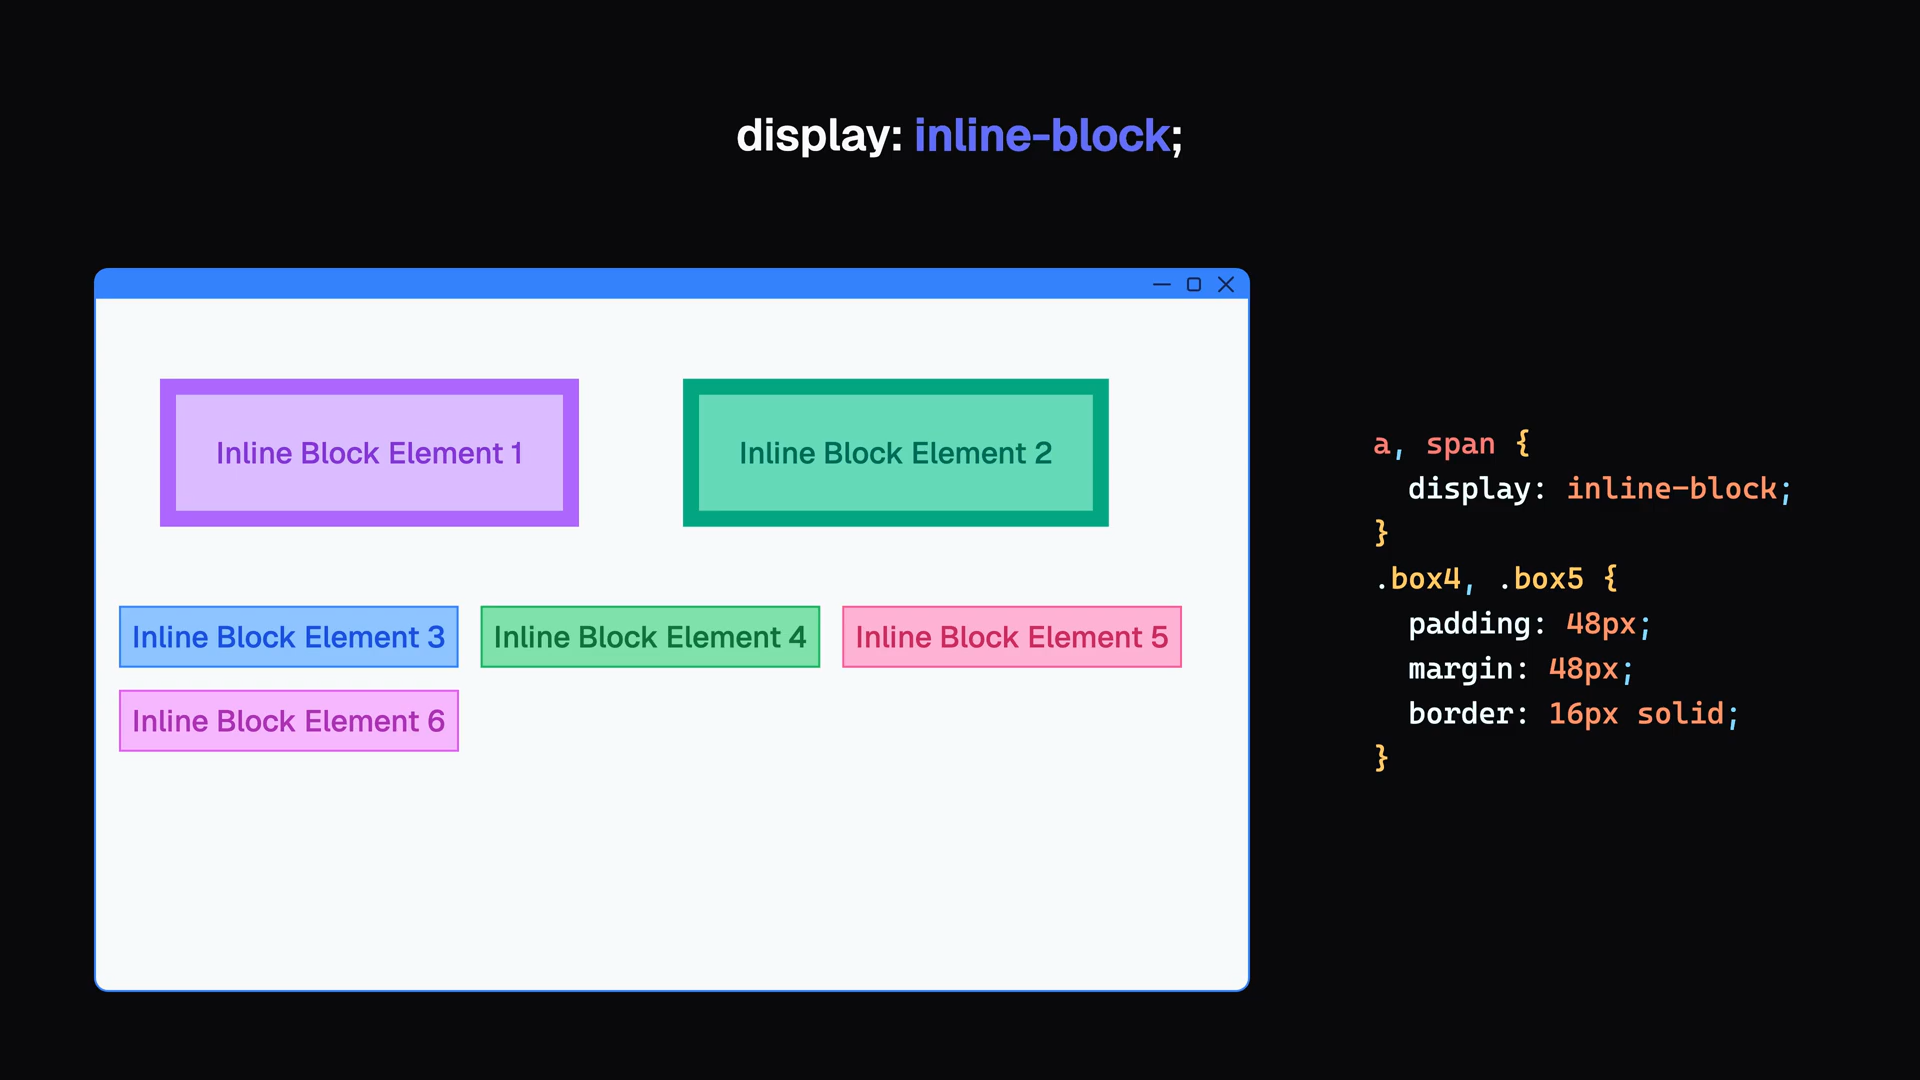 display: inline-block;
Inline Block Element 1
Inline Block Element 2
Inline Block Element 3
Inline Block Element 4
Inline Block Element 5
Inline Block Element 6
a, span {
  display: inline-block;
}
.box4, .box5 {
  padding: 48px;
  margin: 48px;
  border: 16px solid;
}